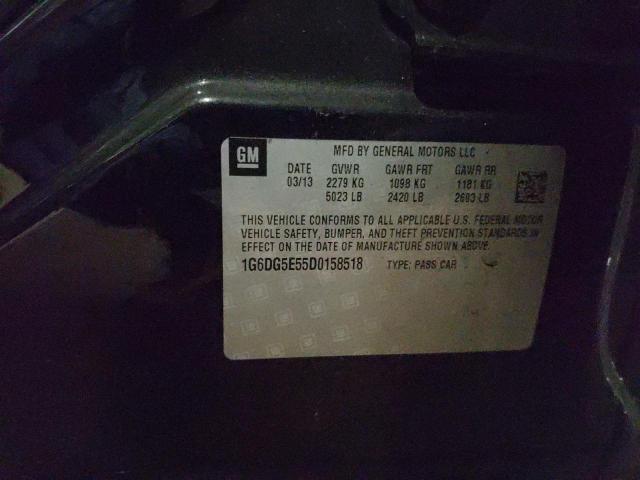 GM MFD BY GENERAL MOTORS LLC
DATE GVWR GAWR FRT GAWR RR
03/13 2279 KG 1098 KG 1181 KG
5023 LB 2420 LB 2603 LB
THIS VEHICLE CONFORMS TO ALL APPLICABLE U.S. FEDERAL MOTOR
VEHICLE SAFETY, BUMPER, AND THEFT PREVENTION STANDARDS IN
EFFECT ON THE DATE OF MANUFACTURE SHOWN ABOVE.
1G6DG5E55D0158518 TYPE: PASS CAR